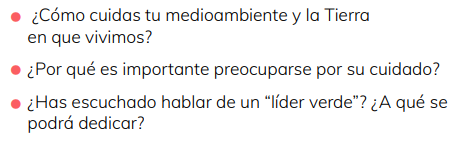 ● ¿Cómo cuidas tu medioambiente y la Tierra
en que vivimos?
● ¿Por qué es importante preocuparse por su cuidado?
● ¿Has escuchado hablar de un “líder verde”? ¿A qué se
podrá dedicar?